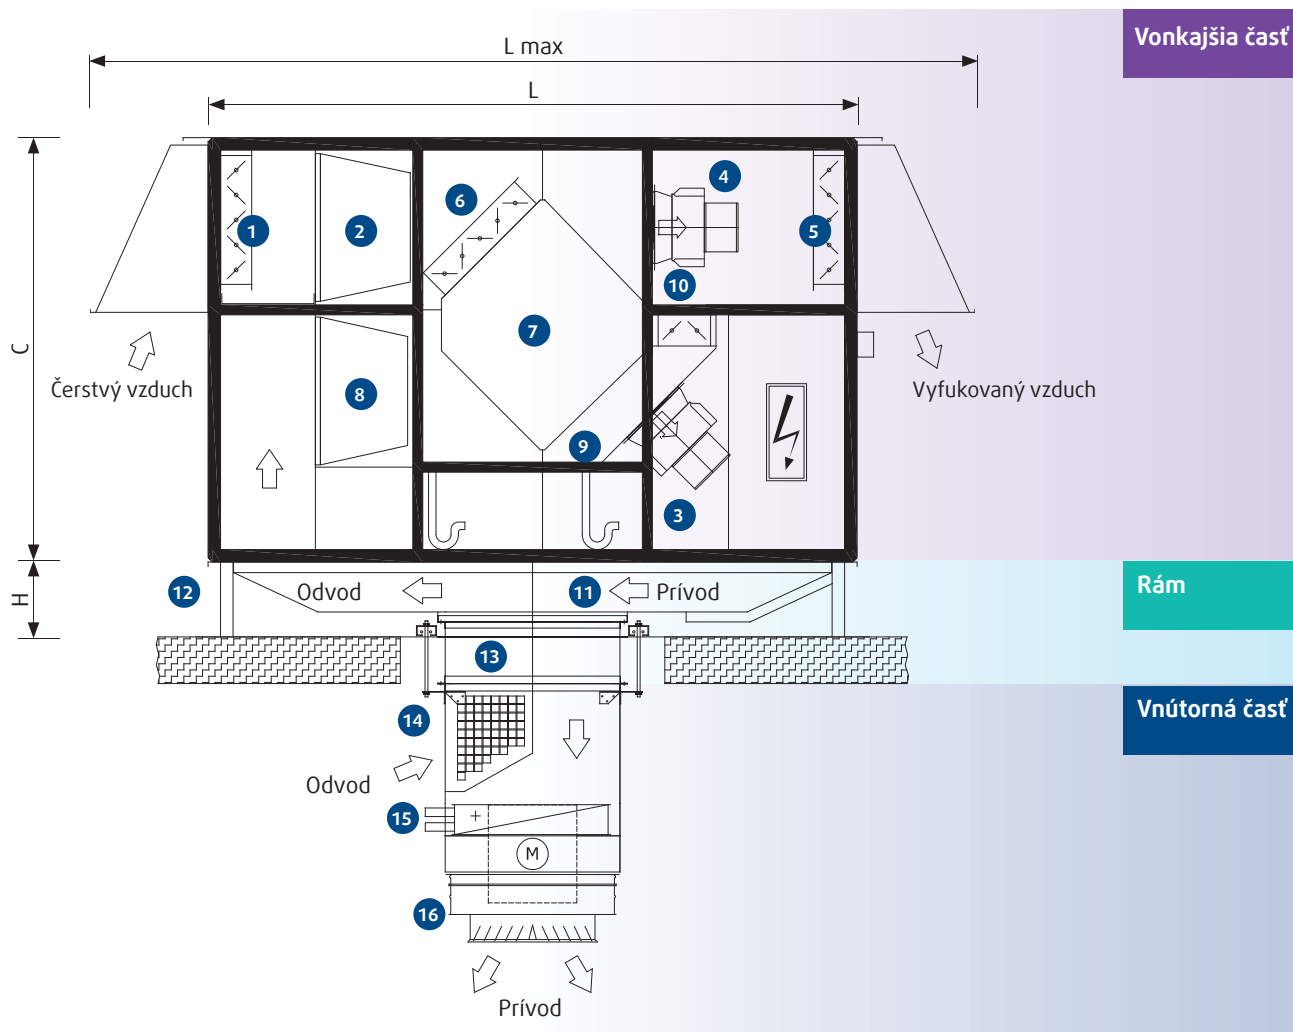 Vonkajšia časť
L max
L
4
6
1
2
5
10
7
C
Čerstvý vzduch
8
Vyfukovaný vzduch
9
3
H
12
Odvod
11
Prívod
Rám
13
Vnútorná časť
14
Odvod
15
+
M
16
Prívod